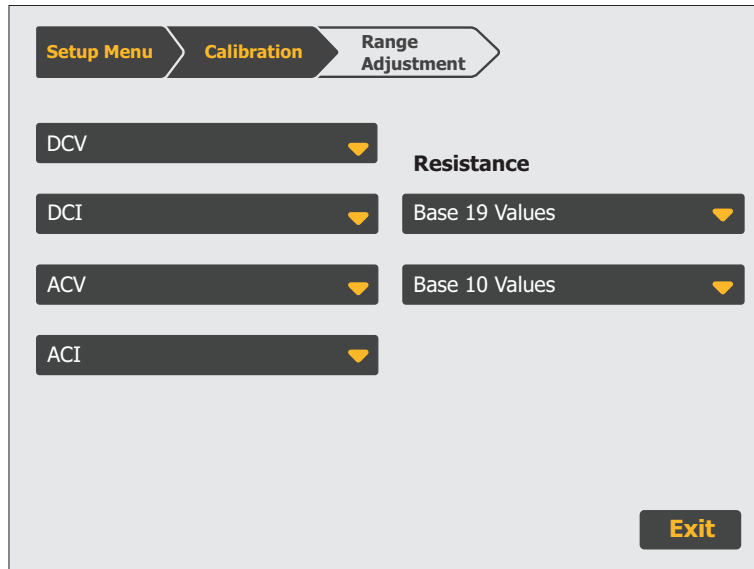 Setup Menu
Calibration
Range
Adjustment
DCV
DCI
ACV
ACI
Resistance
Base 19 Values
Base 10 Values
Exit